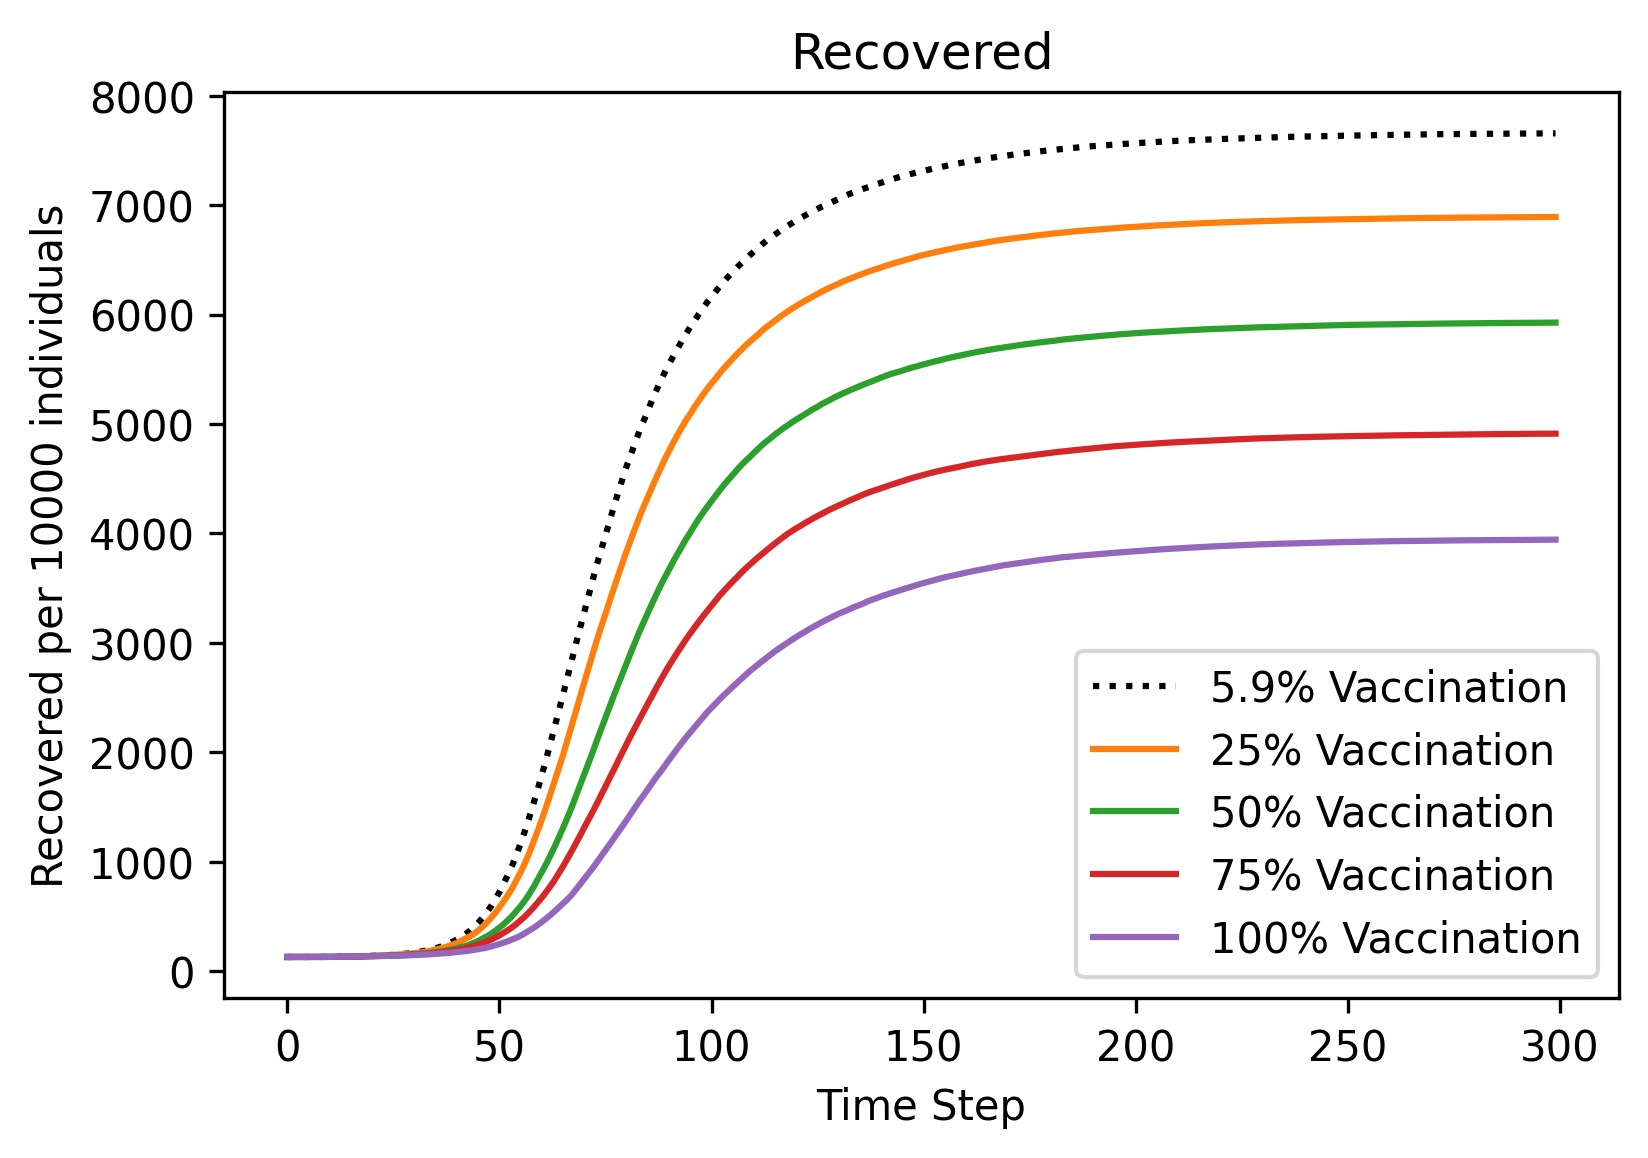 Recovered
8000
7000
6000
5000
4000
3000
2000
1000
0
Recovered per 10000 individuals
5.9% Vaccination
25% Vaccination
50% Vaccination
75% Vaccination
100% Vaccination
0 50 100 150 200 250 300
Time Step